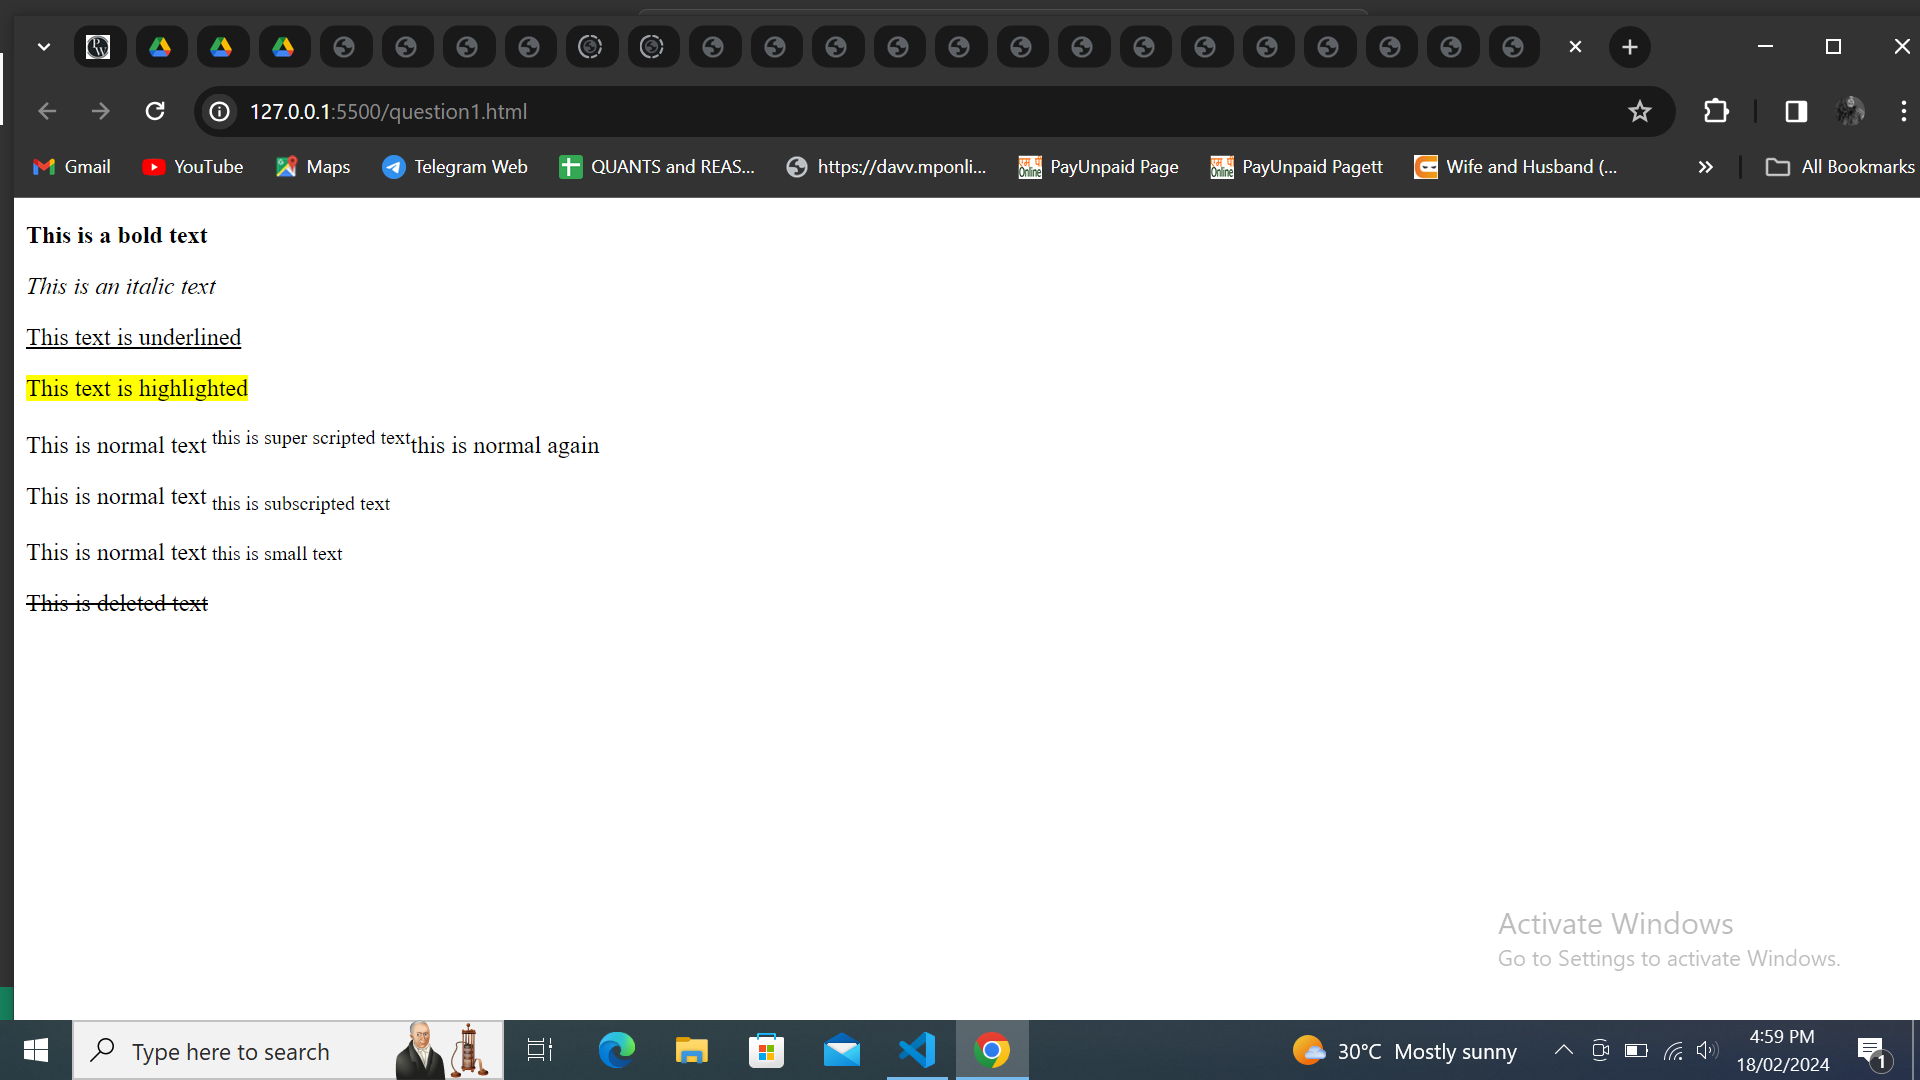 127.0.0.1:5500/question1.html
Gmail YouTube Maps Telegram Web QUANTS and REAS... https://davv.mponli... PayUnpaid Page PayUnpaid Pagett Wife and Husband (... All Bookmarks
This is a bold text
This is an italic text
This text is underlined
This text is highlighted
This is normal text this is super scripted textthis is normal again
This is normal text this is subscripted text
This is normal text this is small text
This is deleted text
Activate Windows
Go to Settings to activate Windows.
Type here to search 30°C Mostly sunny 4:59 PM
18/02/2024 1